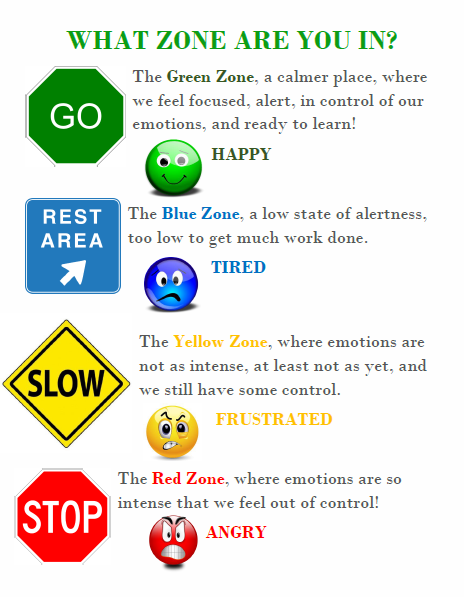 WHAT ZONE ARE YOU IN?
GO
The Green Zone, a calmer place, where
we feel focused, alert, in control of our
emotions, and ready to learn!
HAPPY
REST
AREA
The Blue Zone, a low state of alertness,
too low to get much work done.
TIRED
SLOW
The Yellow Zone, where emotions are
not as intense, at least not as yet, and
we still have some control.
FRUSTRATED
STOP
The Red Zone, where emotions are so
intense that we feel out of control!
ANGRY